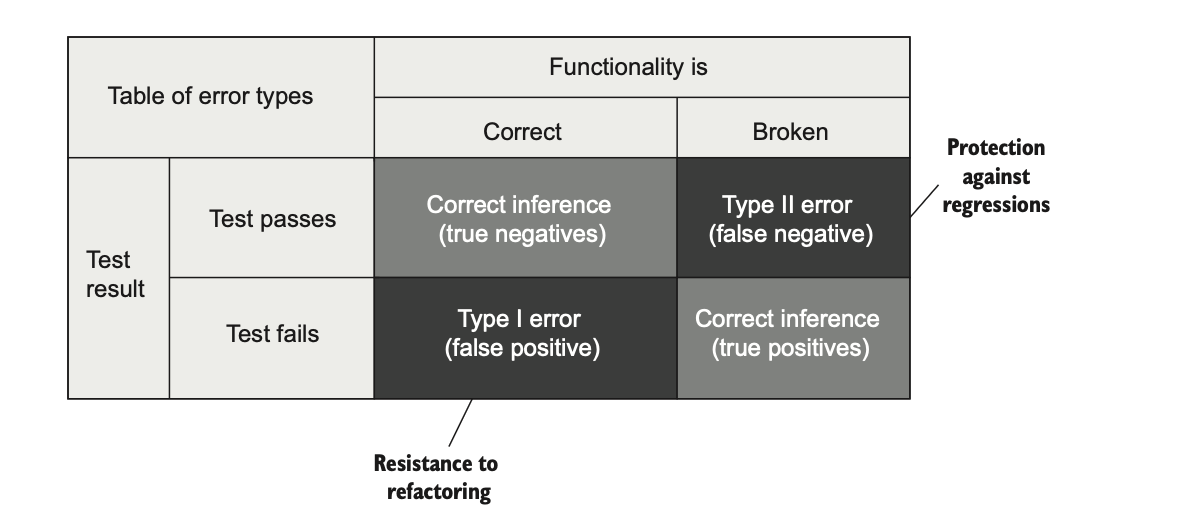 Table of error types
Functionality is
Correct
Broken
Test
result
Test passes
Correct inference
(true negatives)
Type II error
(false negative)
Protection
against
regressions
Test fails
Type I error
(false positive)
Correct inference
(true positives)
Resistance to
refactoring